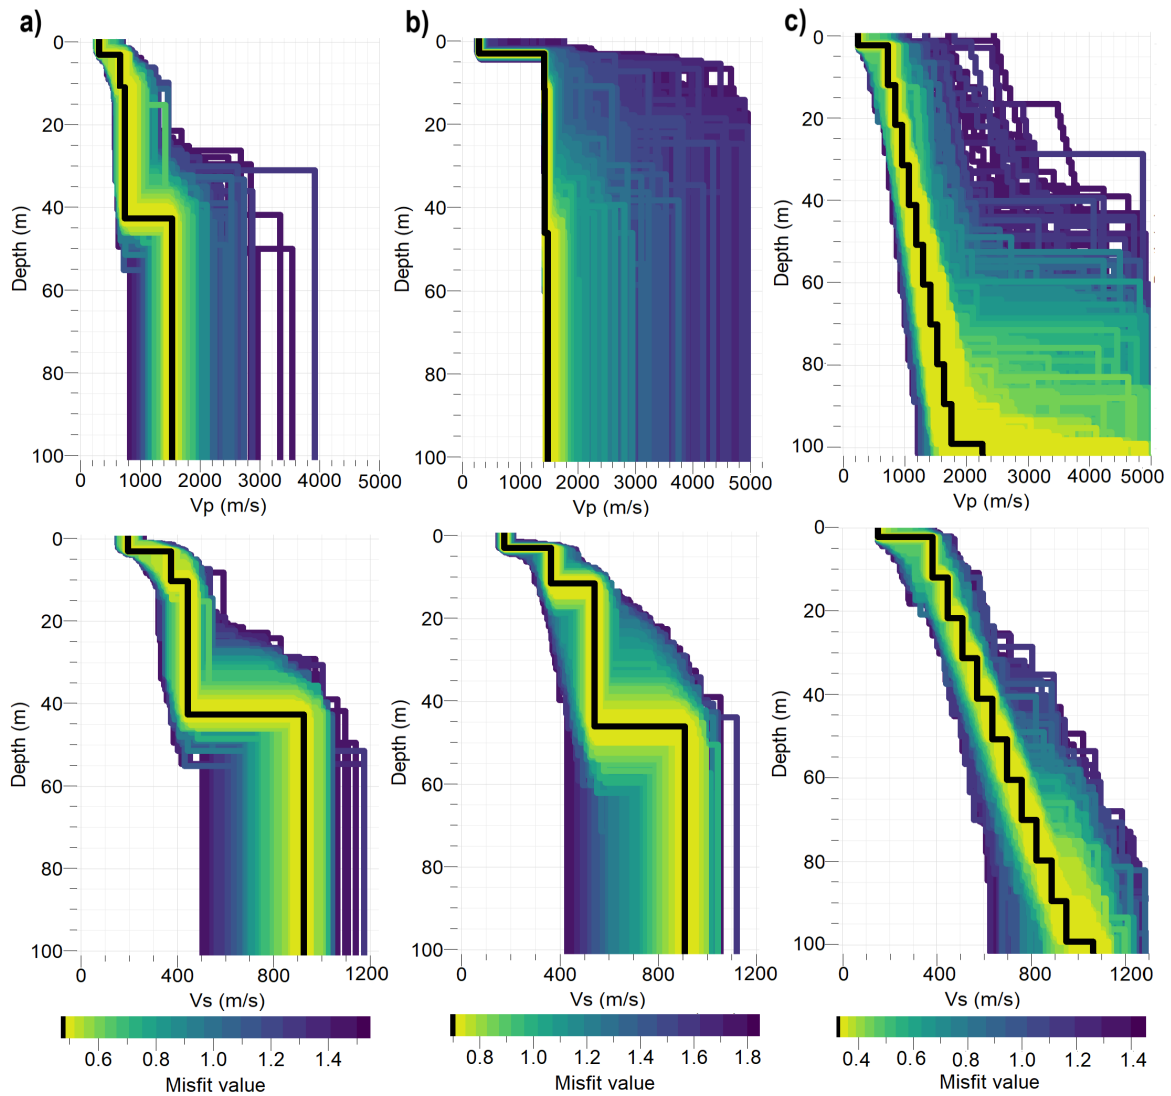 a)
b)
c)
0
20
40
60
80
100
Depth (m)
0 1000 2000 3000 4000 5000
Vp (m/s)
0
20
40
60
80
100
Depth (m)
0 1000 2000 3000 4000 5000
Vp (m/s)
0
20
40
60
80
100
Depth (m)
0 1000 2000 3000 4000 5000
Vp (m/s)
0
20
40
60
80
100
Depth (m)
0 400 800 1200
Vs (m/s)
0
20
40
60
80
100
Depth (m)
0 400 800 1200
Vs (m/s)
0
20
40
60
80
100
Depth (m)
0 400 800 1200
Vs (m/s)
0.6 0.8 1.0 1.2 1.4
Misfit value
0.8 1.0 1.2 1.4 1.6 1.8
Misfit value
0.4 0.6 0.8 1.0 1.2 1.4
Misfit value